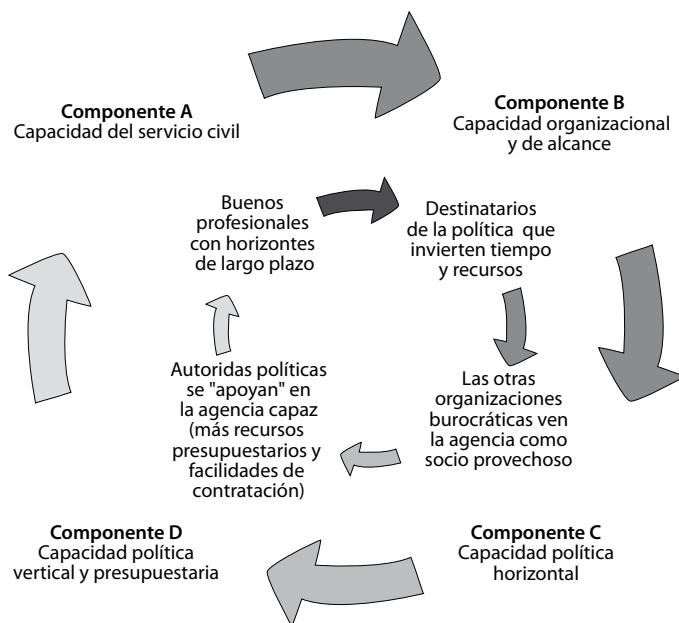 Componente A
Capacidad del servicio civil
Componente B
Capacidad organizacional
y de alcance
Buenos
profesionales
con horizontes
de largo plazo
Destinatarios
de la política que
invierten tiempo
y recursos
Autoridas políticas
se "apoyan" en
la agencia capaz
(más recursos
presupuestarios y
facilidades de
contratación)
Las otras
organizaciones
burocráticas ven
la agencia como
socio provechoso
Componente D
Capacidad política
vertical y presupuestaria
Componente C
Capacidad política
horizontal